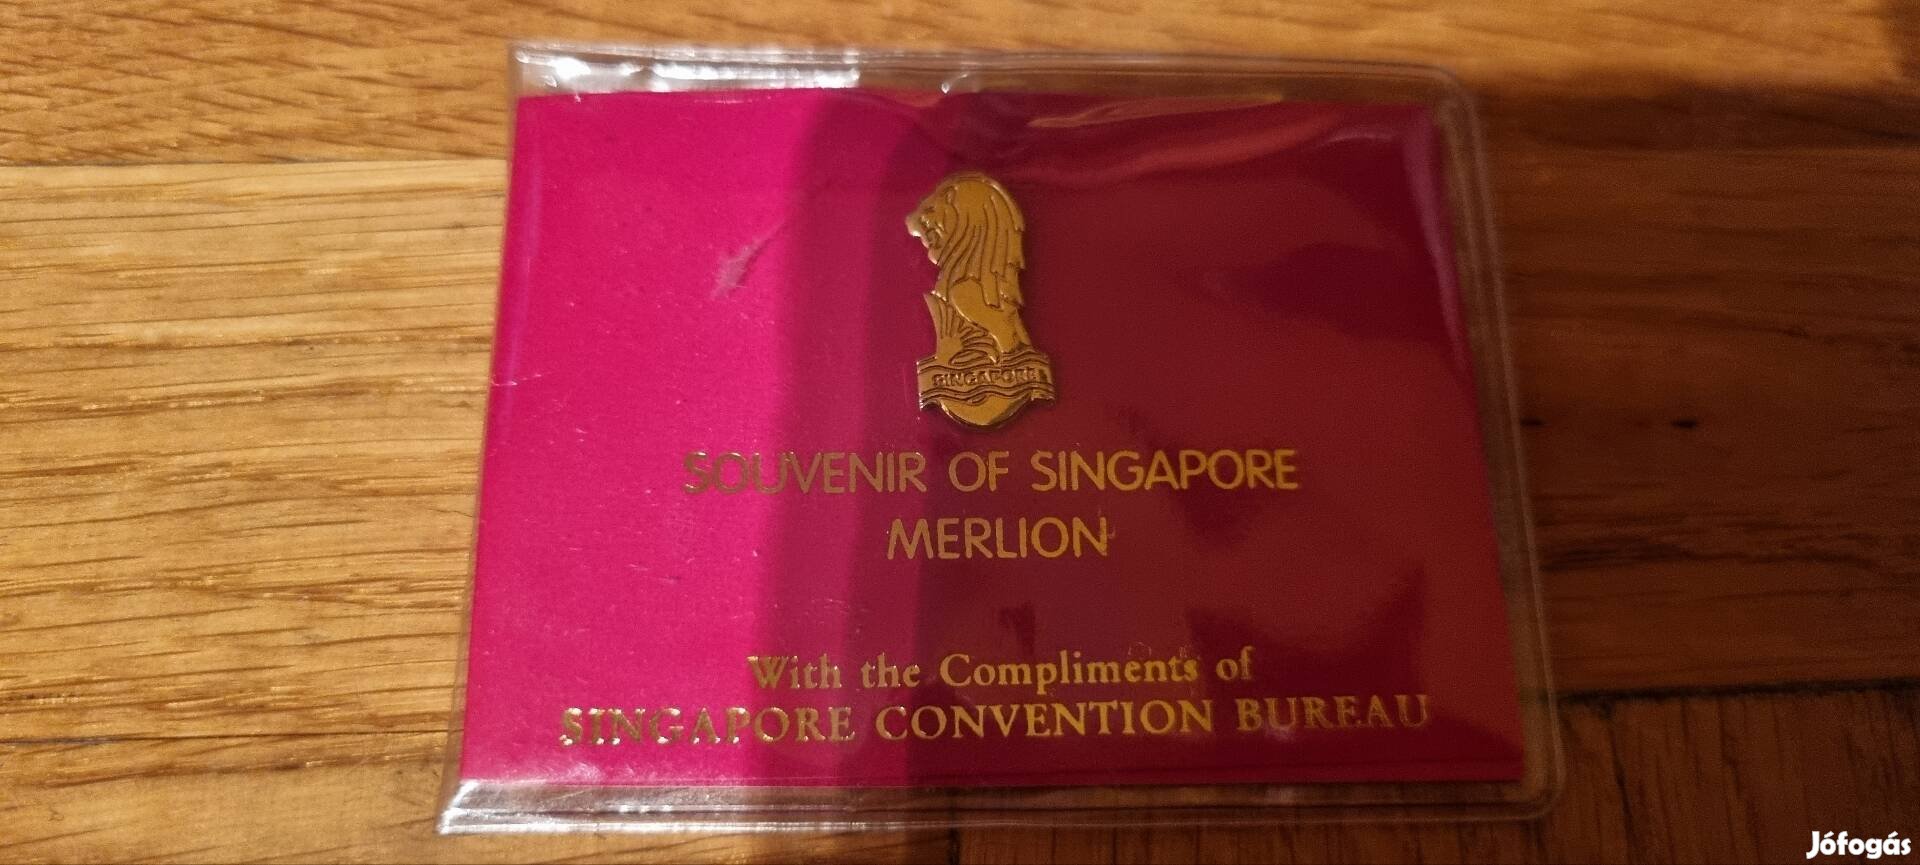 SINGAPORE
SOUVENIR OF SINGAPORE
MERLION
With the Compliments of
SINGAPORE CONVENTION BUREAU
Jófogás